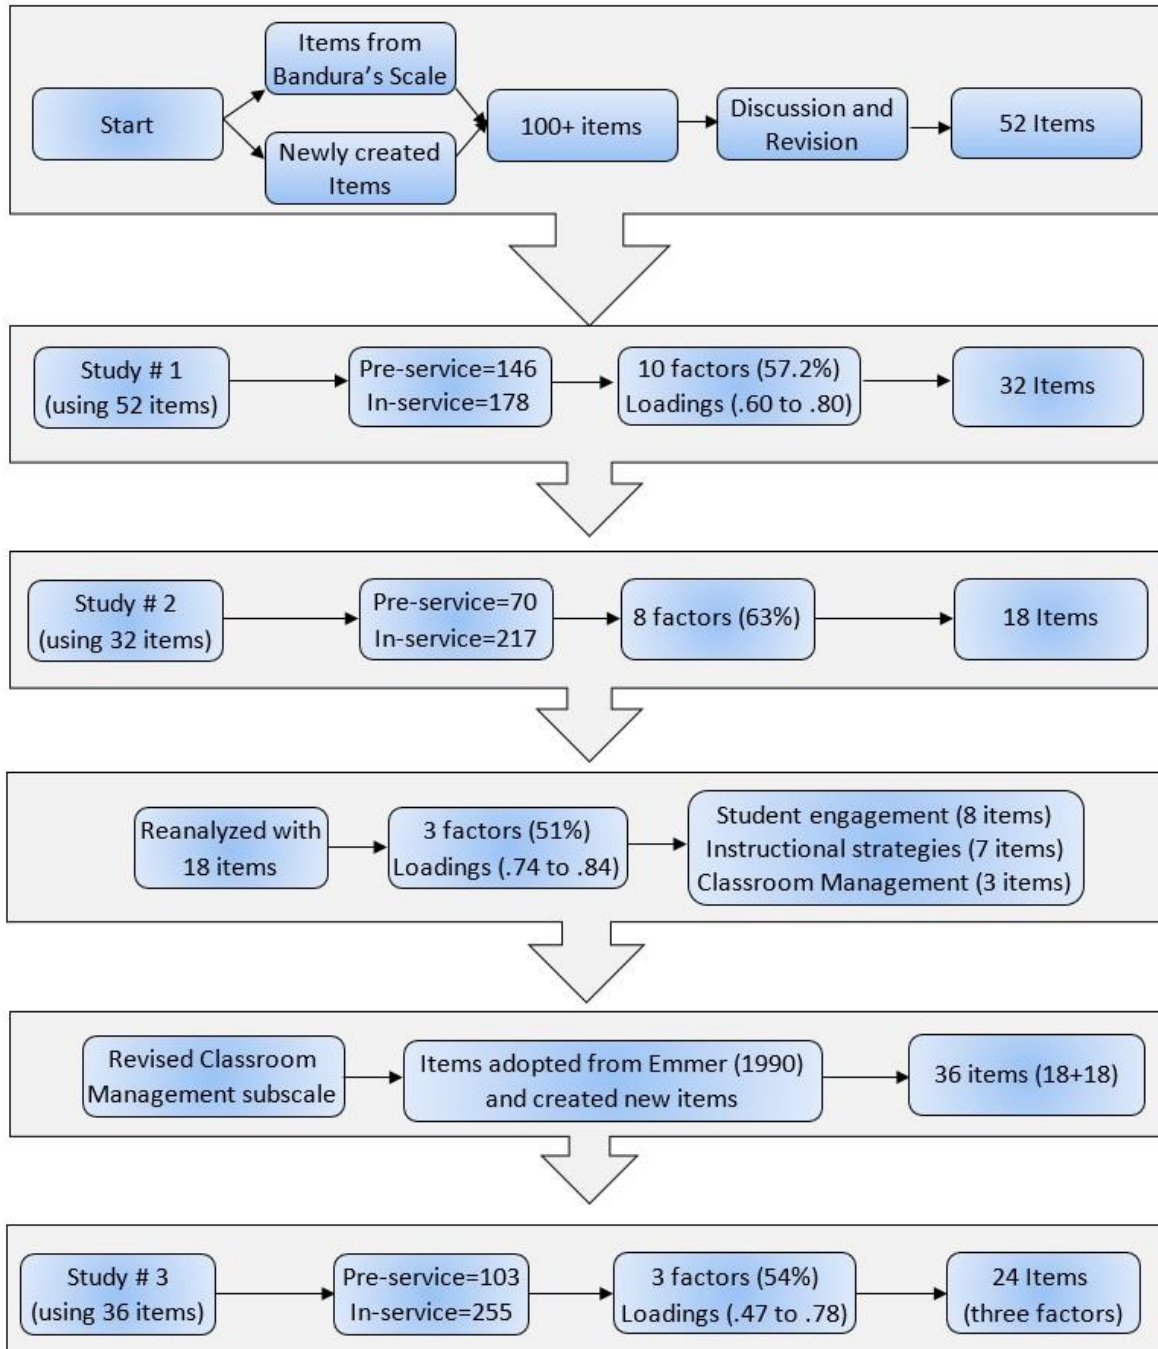 Start
Items from
Bandura's Scale
Newly created
Items
100+ items
Discussion and
Revision
52 Items
Study # 1
(using 52 items)
Pre-service=146
In-service=178
10 factors (57.2%)
Loadings (.60 to .80)
32 Items
Study # 2
(using 32 items)
Pre-service=70
In-service=217
8 factors (63%)
18 Items
Reanalyzed with
18 items
3 factors (51%)
Loadings (.74 to .84)
Student engagement (8 items)
Instructional strategies (7 items)
Classroom Management (3 items)
Revised Classroom
Management subscale
Items adopted from Emmer (1990)
and created new items
36 items (18+18)
Study # 3
(using 36 items)
Pre-service=103
In-service=255
3 factors (54%)
Loadings (.47 to .78)
24 Items
(three factors)